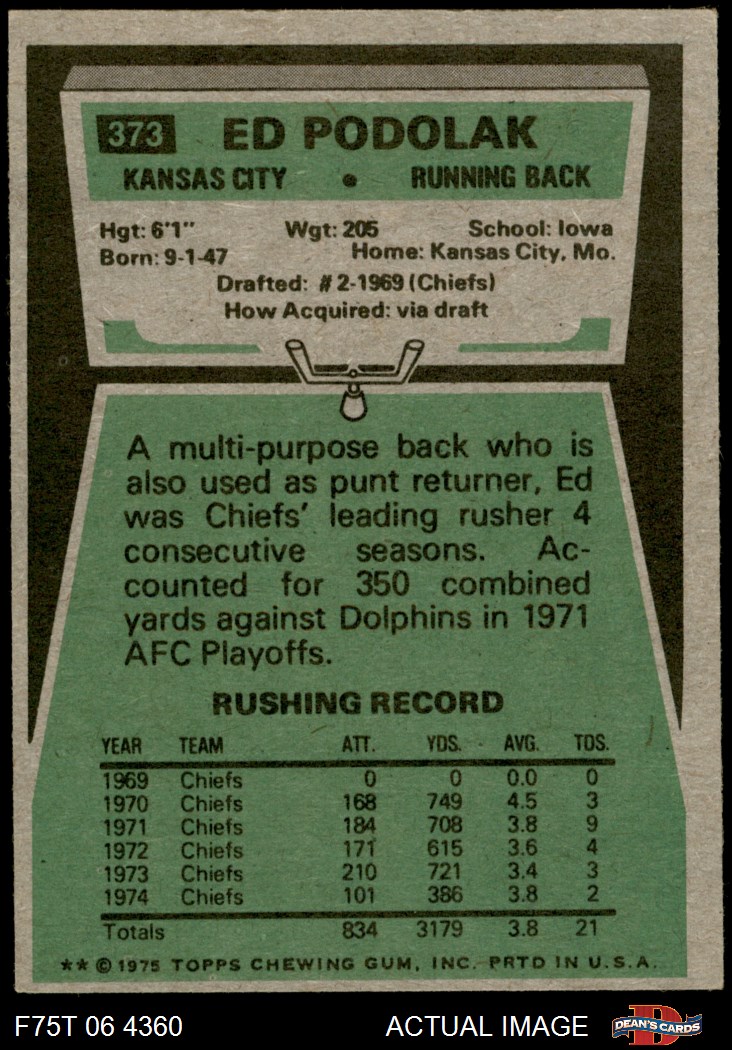 373 ED PODOLAK
KANSAS CITY • RUNNING BACK
Hgt: 6'1" Wgt: 205 School: Iowa
Born: 9-1-47 Home: Kansas City, Mo.
Drafted: #2-1969 (Chiefs)
How Acquired: via draft
A multi-purpose back who is
also used as punt returner, Ed
was Chiefs' leading rusher 4
consecutive seasons. Ac-
counted for 350 combined
yards against Dolphins in 1971
AFC Playoffs.
RUSHING RECORD
YEAR TEAM ATT. YDS. AVG. TDS.
1969 Chiefs 0 0 0.0 0
1970 Chiefs 168 749 4.5 3
1971 Chiefs 184 708 3.8 9
1972 Chiefs 171 615 3.6 4
1973 Chiefs 210 721 3.4 3
1974 Chiefs 101 386 3.8 2
Totals 834 3179 3.8 21
** © 1975 TOPPS CHEWING GUM, INC. PRTD IN U.S.A.
F75T 06 4360 ACTUAL IMAGE DEAN'S CARDS